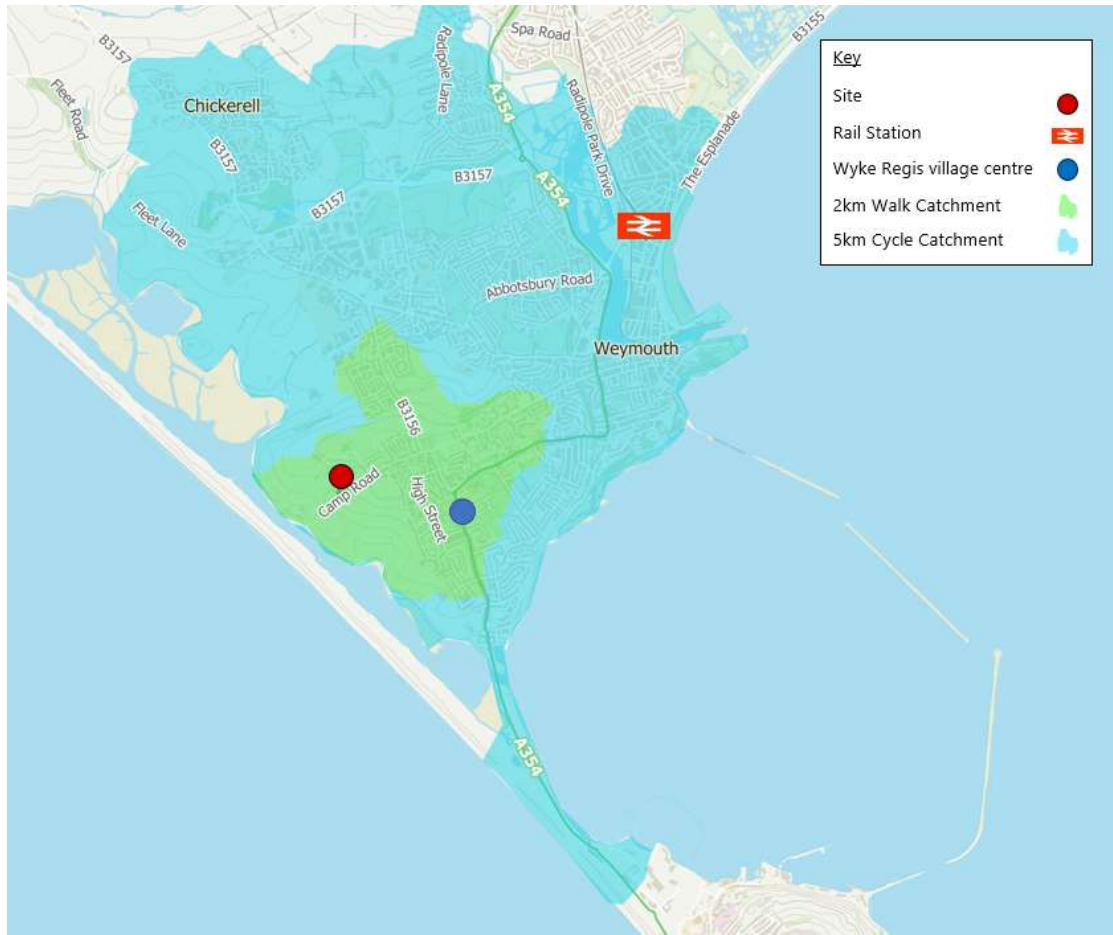 B3157
Radipole Lane
Spa Road
B3155
Fleet Road
Chickerell
A354
Radipole Park Drive
The Esplanade
B3157
B3157
A354
B3157
Fleet Lane
Abbotsbury Road
Weymouth
B3156
Camp Road
High Street
A354
Key
Site
Rail Station
Wyke Regis village centre
2km Walk Catchment
5km Cycle Catchment